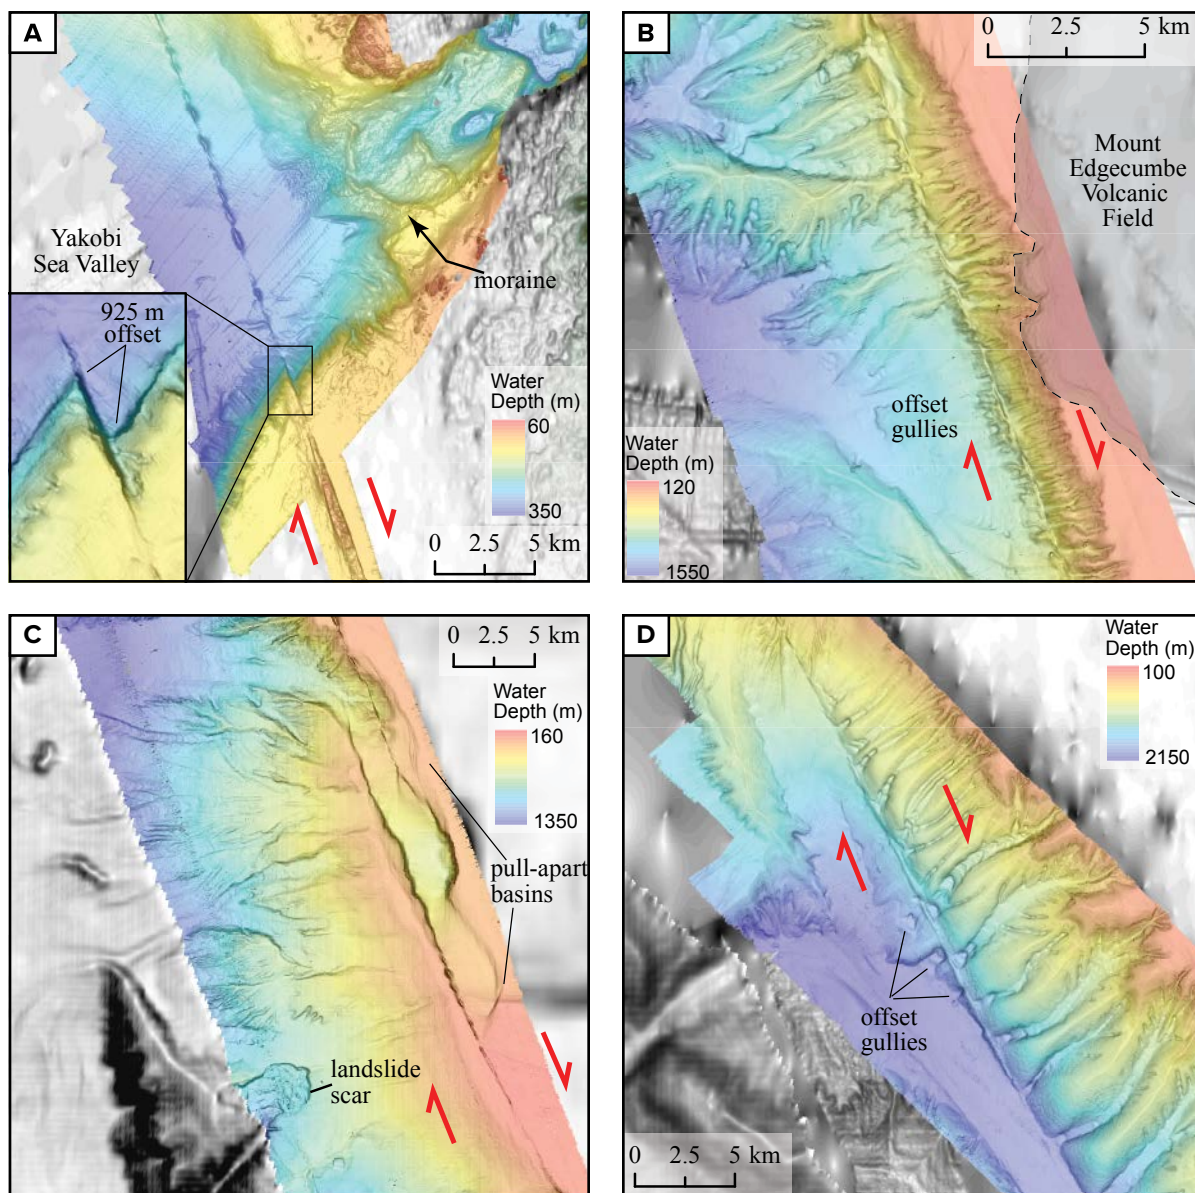 A
Yakobi
Sea Valley
moraine
925 m
offset
Water
Depth (m)
60
350
0 2.5 5 km
B
0 2.5 5 km
Mount
Edgecumbe
Volcanic
Field
offset
gullies
Water
Depth (m)
120
1550
C
0 2.5 5 km
Water
Depth (m)
160
1350
pull-apart
basins
landslide
scar
D
Water
Depth (m)
100
2150
offset
gullies
0 2.5 5 km